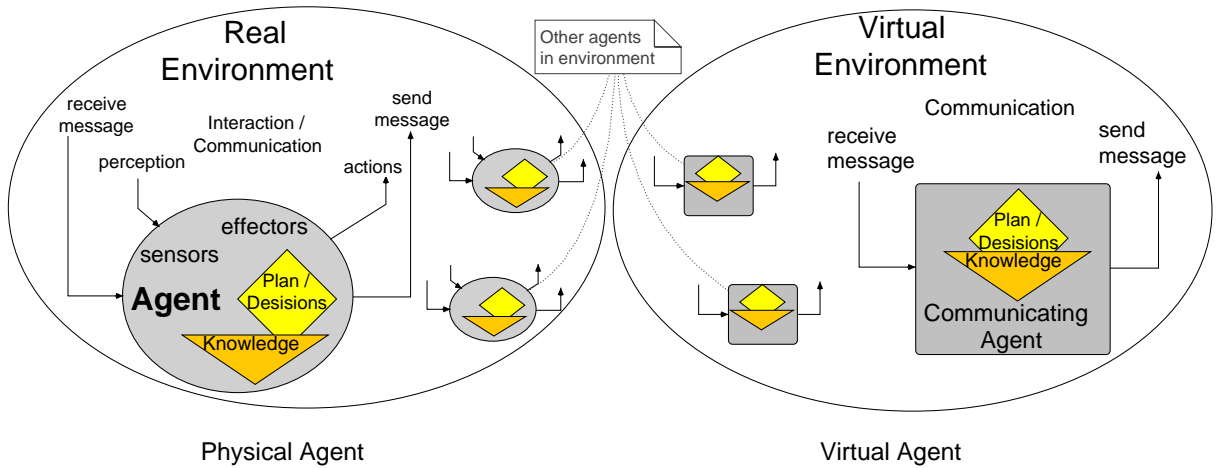 Real
Environment
receive
message
perception
Interaction /
Communication
send
message
actions
effectors
sensors
Agent
Plan /
Desisions
Knowledge
Other agents
in environment
Virtual
Environment
Communication
receive
message
send
message
Plan /
Desisions
Knowledge
Communicating
Agent
Physical Agent
Virtual Agent